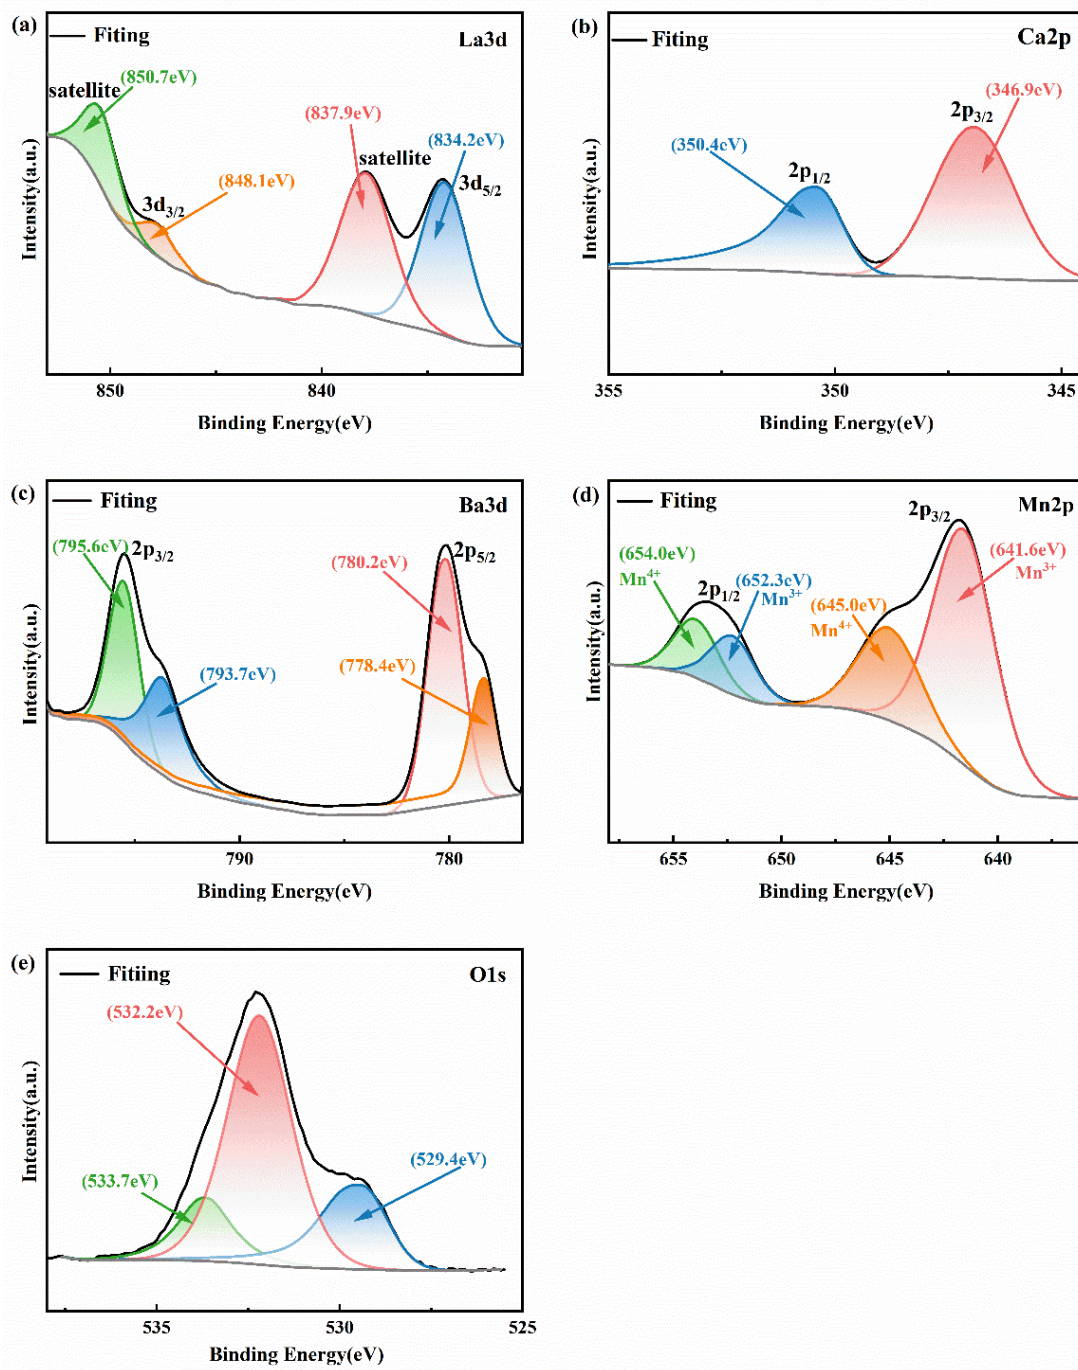 (a)
Fiting
La3d
satellite
(850.7eV)
3d3/2
(848.1eV)
(837.9eV)
satellite
(834.2eV)
3d5/2
Intensity(a.u.)
850
840
Binding Energy(eV)
(b)
Fiting
Ca2p
(350.4eV)
2p1/2
2p3/2
(346.9eV)
Intensity(a.u.)
355
350
345
Binding Energy(eV)
(c)
Fiting
Ba3d
(795.6eV)
2p3/2
(793.7eV)
(780.2eV)
2p5/2
(778.4eV)
Intensity(a.u.)
790
780
Binding Energy(eV)
(d)
Fiting
Mn2p
(654.0eV)
Mn4+
2p1/2
(652.3eV)
Mn3+
(645.0eV)
Mn4+
2p3/2
(641.6eV)
Mn3+
Intensity(a.u.)
655
650
645
640
Binding Energy(eV)
(e)
Fitiing
O1s
(532.2eV)
(533.7eV)
(529.4eV)
Intensity(a.u.)
535
530
525
Binding Energy(eV)